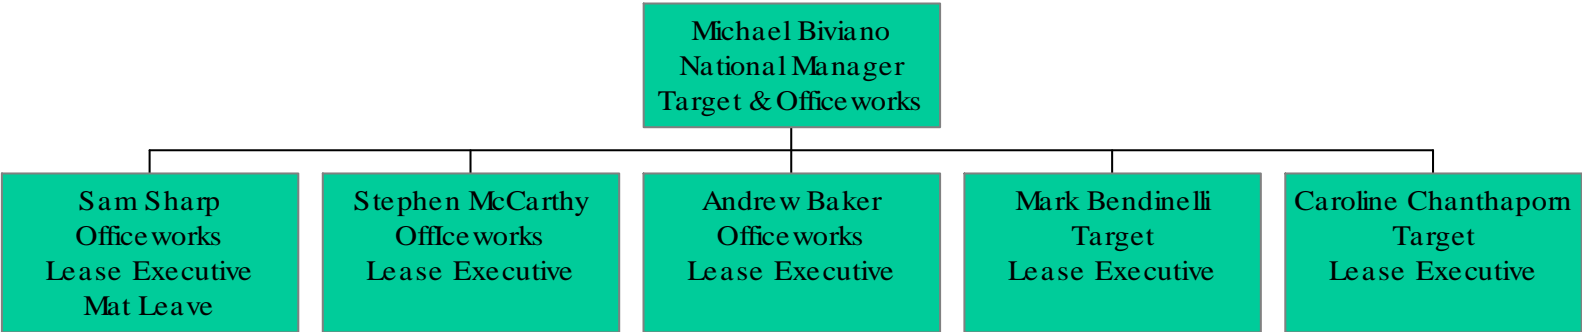 Michael Biviano
National Manager
Target & Officeworks
Sam Sharp
Officeworks
Lease Executive
Mat Leave
Stephen McCarthy
OffIceworks
Lease Executive
Andrew Baker
Officeworks
Lease Executive
Mark Bendinelli
Target
Lease Executive
Caroline Chanthaporn
Target
Lease Executive